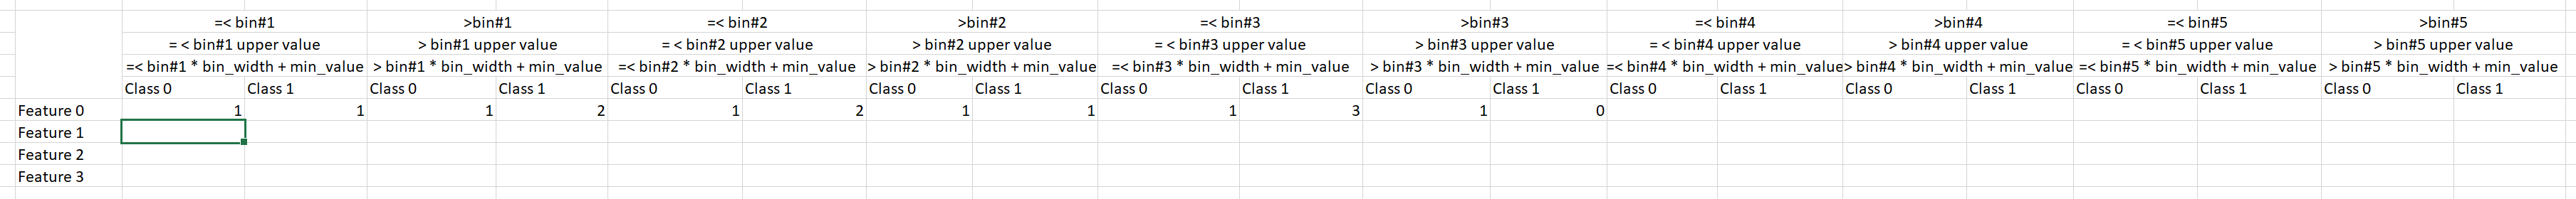 =< bin#1 >bin#1 =< bin#2 >bin#2 =< bin#3 >bin#3 =< bin#4 >bin#4 =< bin#5 >bin#5
= < bin#1 upper value > bin#1 upper value = < bin#2 upper value > bin#2 upper value = < bin#3 upper value > bin#3 upper value = < bin#4 upper value > bin#4 upper value = < bin#5 upper value > bin#5 upper value
=< bin#1 * bin_width + min_value > bin#1 * bin_width + min_value =< bin#2 * bin_width + min_value > bin#2 * bin_width + min_value =< bin#3 * bin_width + min_value > bin#3 * bin_width + min_value =< bin#4 * bin_width + min_value > bin#4 * bin_width + min_value =< bin#5 * bin_width + min_value > bin#5 * bin_width + min_value
Class 0 Class 1 Class 0 Class 1 Class 0 Class 1 Class 0 Class 1 Class 0 Class 1 Class 0 Class 1 Class 0 Class 1 Class 0 Class 1 Class 0 Class 1 Class 0 Class 1
Feature 0 1 1 1 2 1 2 1 1 1 3 1 0
Feature 1
Feature 2
Feature 3